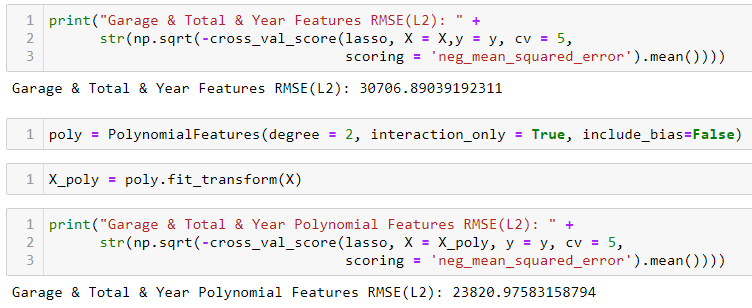 1 print("Garage & Total & Year Features RMSE(L2): " +
2 str(np.sqrt(-cross_val_score(lasso, X = X,y = y, cv = 5,
3 scoring = 'neg_mean_squared_error').mean())))
Garage & Total & Year Features RMSE(L2): 30706.89039192311
1 poly = PolynomialFeatures(degree = 2, interaction_only = True, include_bias=False)
1 X_poly = poly.fit_transform(X)
1 print("Garage & Total & Year Polynomial Features RMSE(L2): " +
2 str(np.sqrt(-cross_val_score(lasso, X = X_poly, y = y, cv = 5,
3 scoring = 'neg_mean_squared_error').mean())))
Garage & Total & Year Polynomial Features RMSE(L2): 23820.97583158794